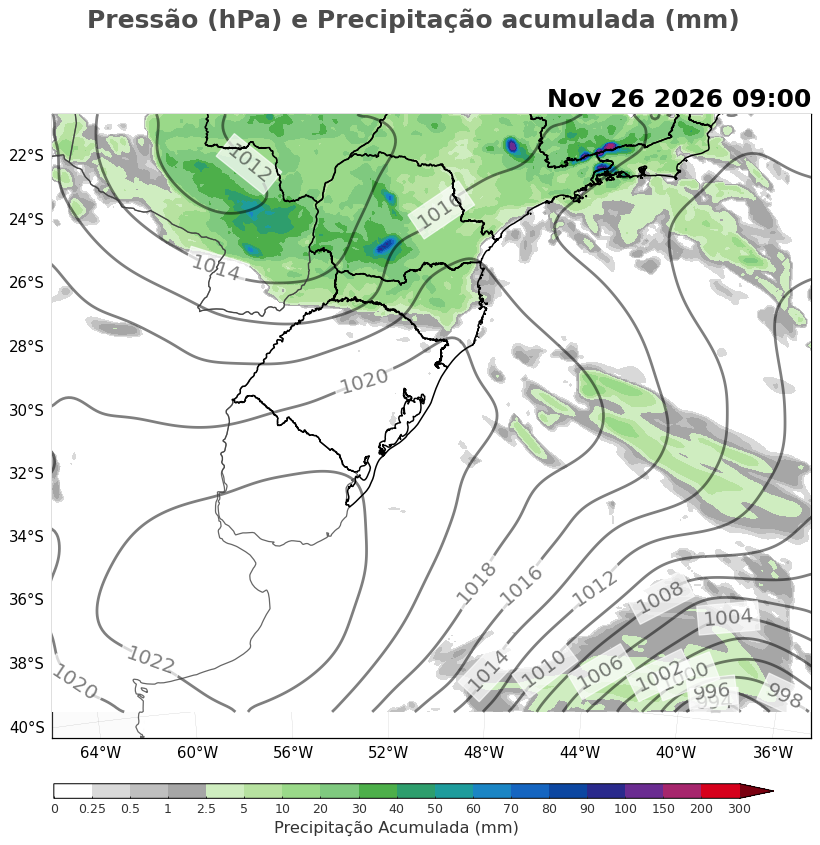 Pressão (hPa) e Precipitação acumulada (mm)
Nov 26 2026 09:00
22°S
24°S
26°S
28°S
30°S
32°S
34°S
36°S
38°S
40°S
1012
1016
1014
1020
1018
1016
1012
1008
1004
1022
1020
1014
1010
1006
1002
1000
998
996
994
64°W 60°W 56°W 52°W 48°W 44°W 40°W 36°W
0 0.25 0.5 1 2.5 5 10 20 30 40 50 60 70 80 90 100 150 200 300
Precipitação Acumulada (mm)